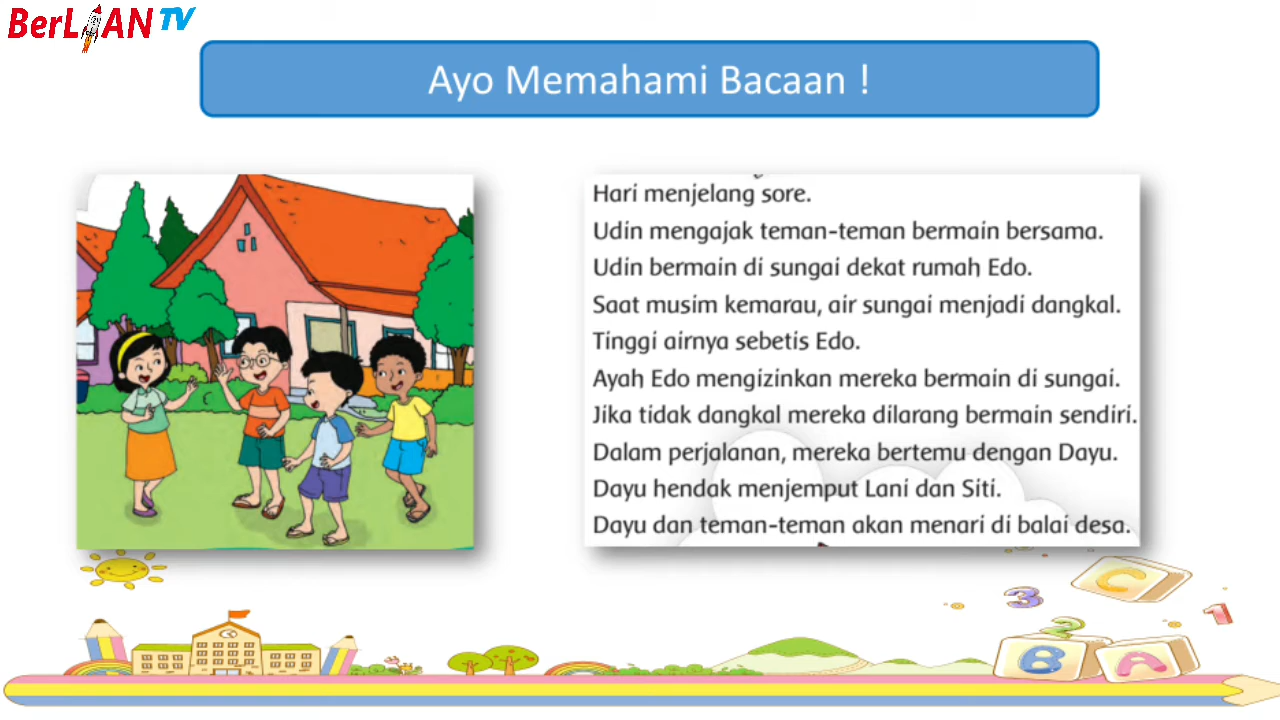 BerLIAN TV
Ayo Memahami Bacaan !
Hari menjelang sore.
Udin mengajak teman-teman bermain bersama.
Udin bermain di sungai dekat rumah Edo.
Saat musim kemarau, air sungai menjadi dangkal.
Tinggi airnya sebetis Edo.
Ayah Edo mengizinkan mereka bermain di sungai.
Jika tidak dangkal mereka dilarang bermain sendiri.
Dalam perjalanan, mereka bertemu dengan Dayu.
Dayu hendak menjemput Lani dan Siti.
Dayu dan teman-teman akan menari di balai desa.
C
3
1
2
B A